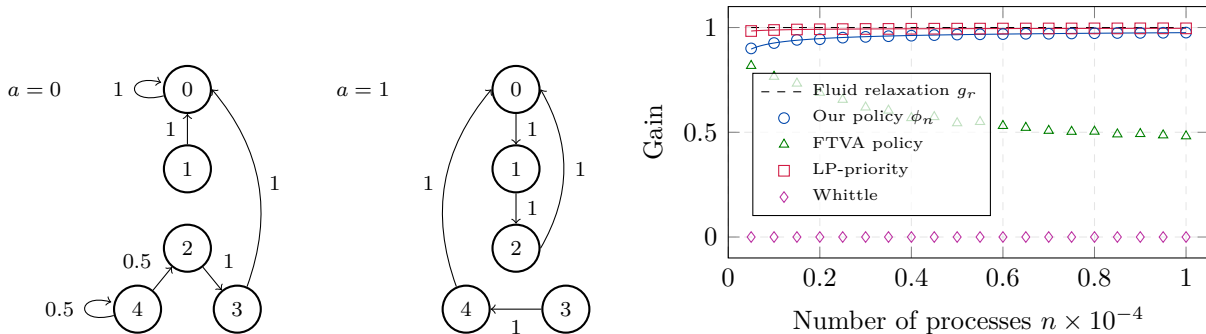 a = 0
1
0
1
1
1
2
0.5
1
0.5
4
3
a = 1
0
1
1
1
1
1
2
4
3
1
Gain
1
0.5
0
Fluid relaxation g_r
Our policy ϕ_n
FTVA policy
LP-priority
Whittle
0.2 0.4 0.6 0.8 1
Number of processes n × 10^−4